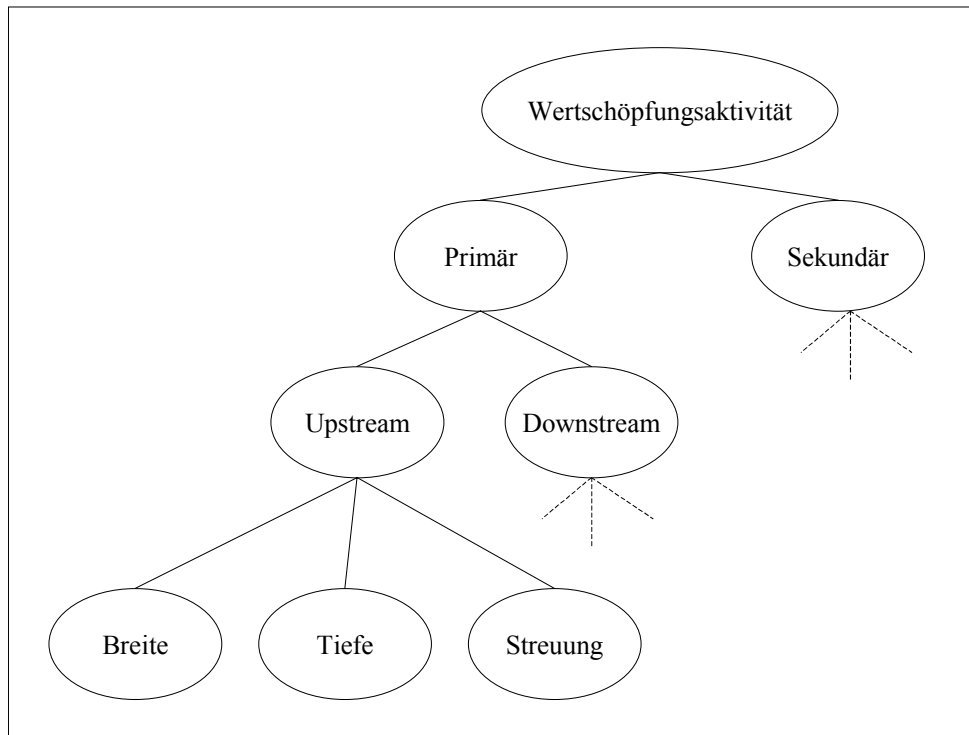 Wertschöpfungsaktivität
Primär
Sekundär
Upstream
Downstream
Breite
Tiefe
Streuung